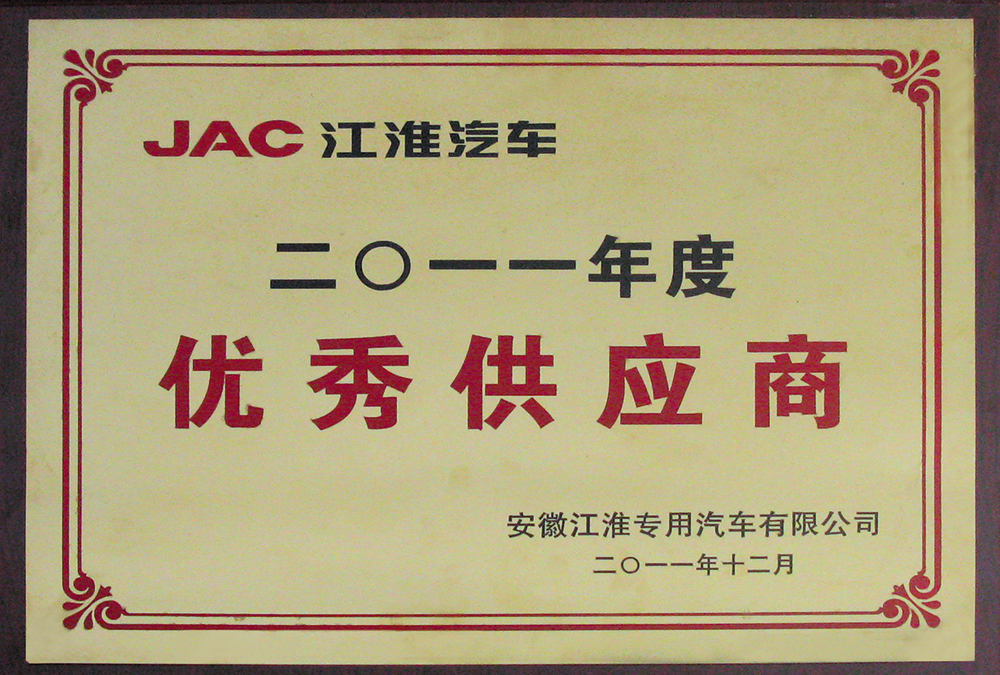 JAC 江淮汽车
二〇一一年度
优秀供应商
安徽江淮专用汽车有限公司
二〇一一年十二月